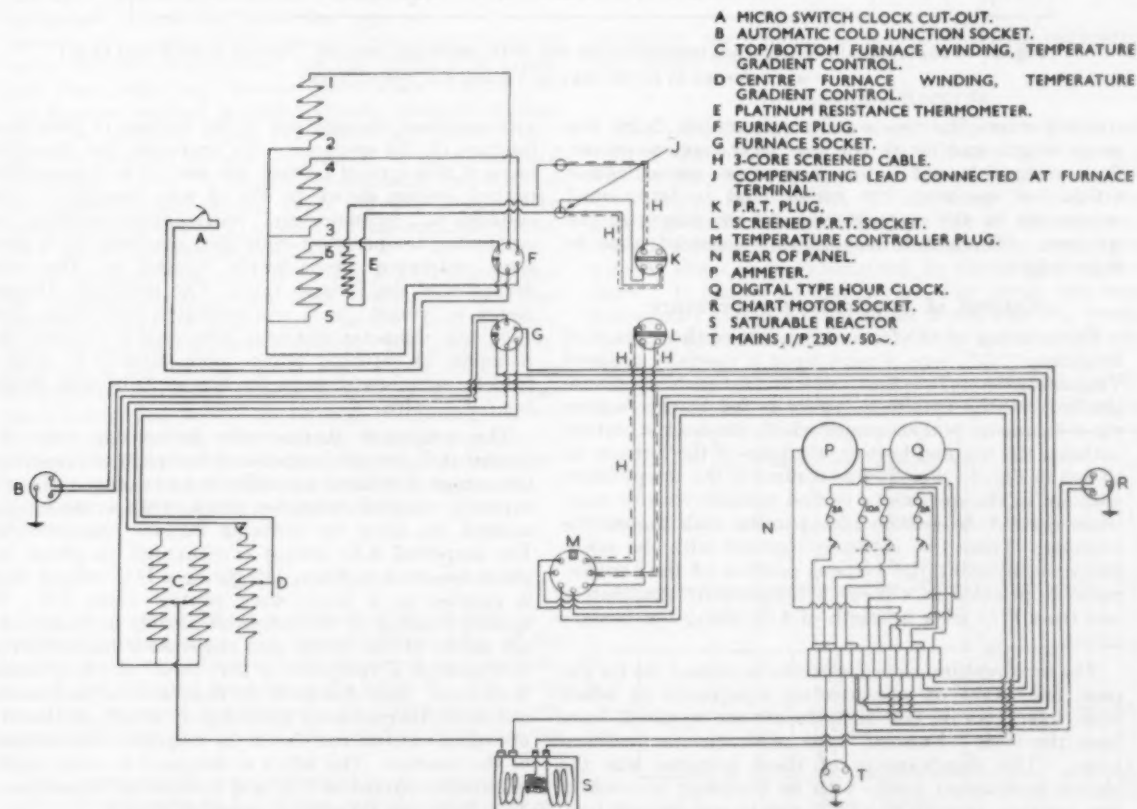 A MICRO SWITCH CLOCK CUT-OUT.
B AUTOMATIC COLD JUNCTION SOCKET.
C TOP/BOTTOM FURNACE WINDING, TEMPERATURE
GRADIENT CONTROL.
D CENTRE FURNACE WINDING, TEMPERATURE
GRADIENT CONTROL.
E PLATINUM RESISTANCE THERMOMETER.
F FURNACE PLUG.
G FURNACE SOCKET.
H 3-CORE SCREENED CABLE.
J COMPENSATING LEAD CONNECTED AT FURNACE
TERMINAL.
K P.R.T. PLUG.
L SCREENED P.R.T. SOCKET.
M TEMPERATURE CONTROLLER PLUG.
N REAR OF PANEL.
P AMMETER.
Q DIGITAL TYPE HOUR CLOCK.
R CHART MOTOR SOCKET.
S SATURABLE REACTOR
T MAINS, I/P, 230 V. 50~.
1
2
4
3
6
5
A
E
F
J
H
H
K
G
L
H
H
H
B
C
D
M
N
P
Q
R
2A
10A
2A
S
T